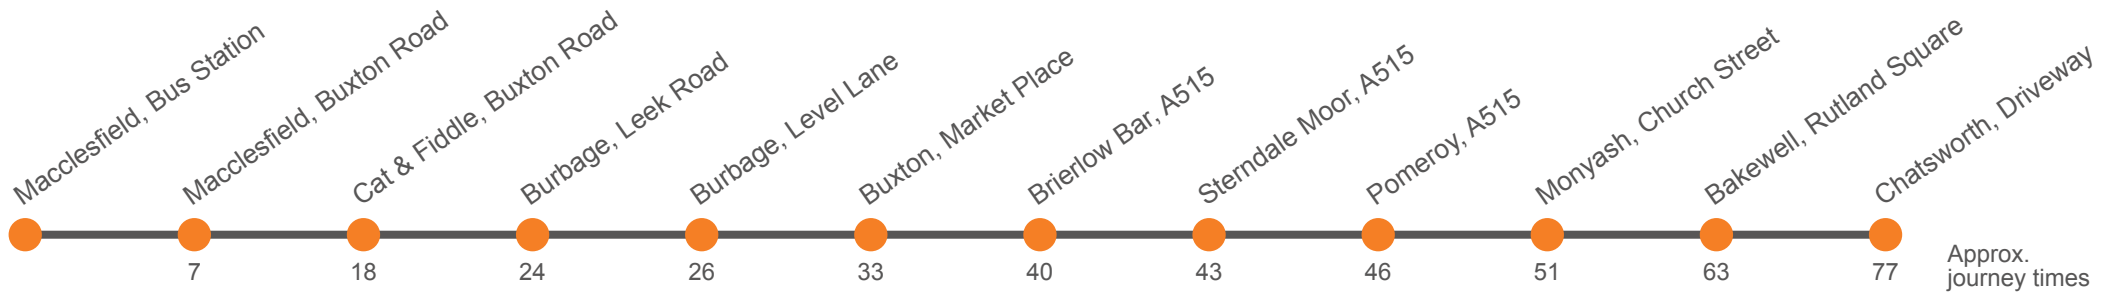 Macclesfield, Bus Station
Macclesfield, Buxton Road
Cat & Fiddle, Buxton Road
Burbage, Leek Road
Burbage, Level Lane
Buxton, Market Place
Brierlow Bar, A515
Sterndale Moor, A515
Pomeroy, A515
Monyash, Church Street
Bakewell, Rutland Square
Chatsworth, Driveway
7 18 24 26 33 40 43 46 51 63 77
Approx.
journey times